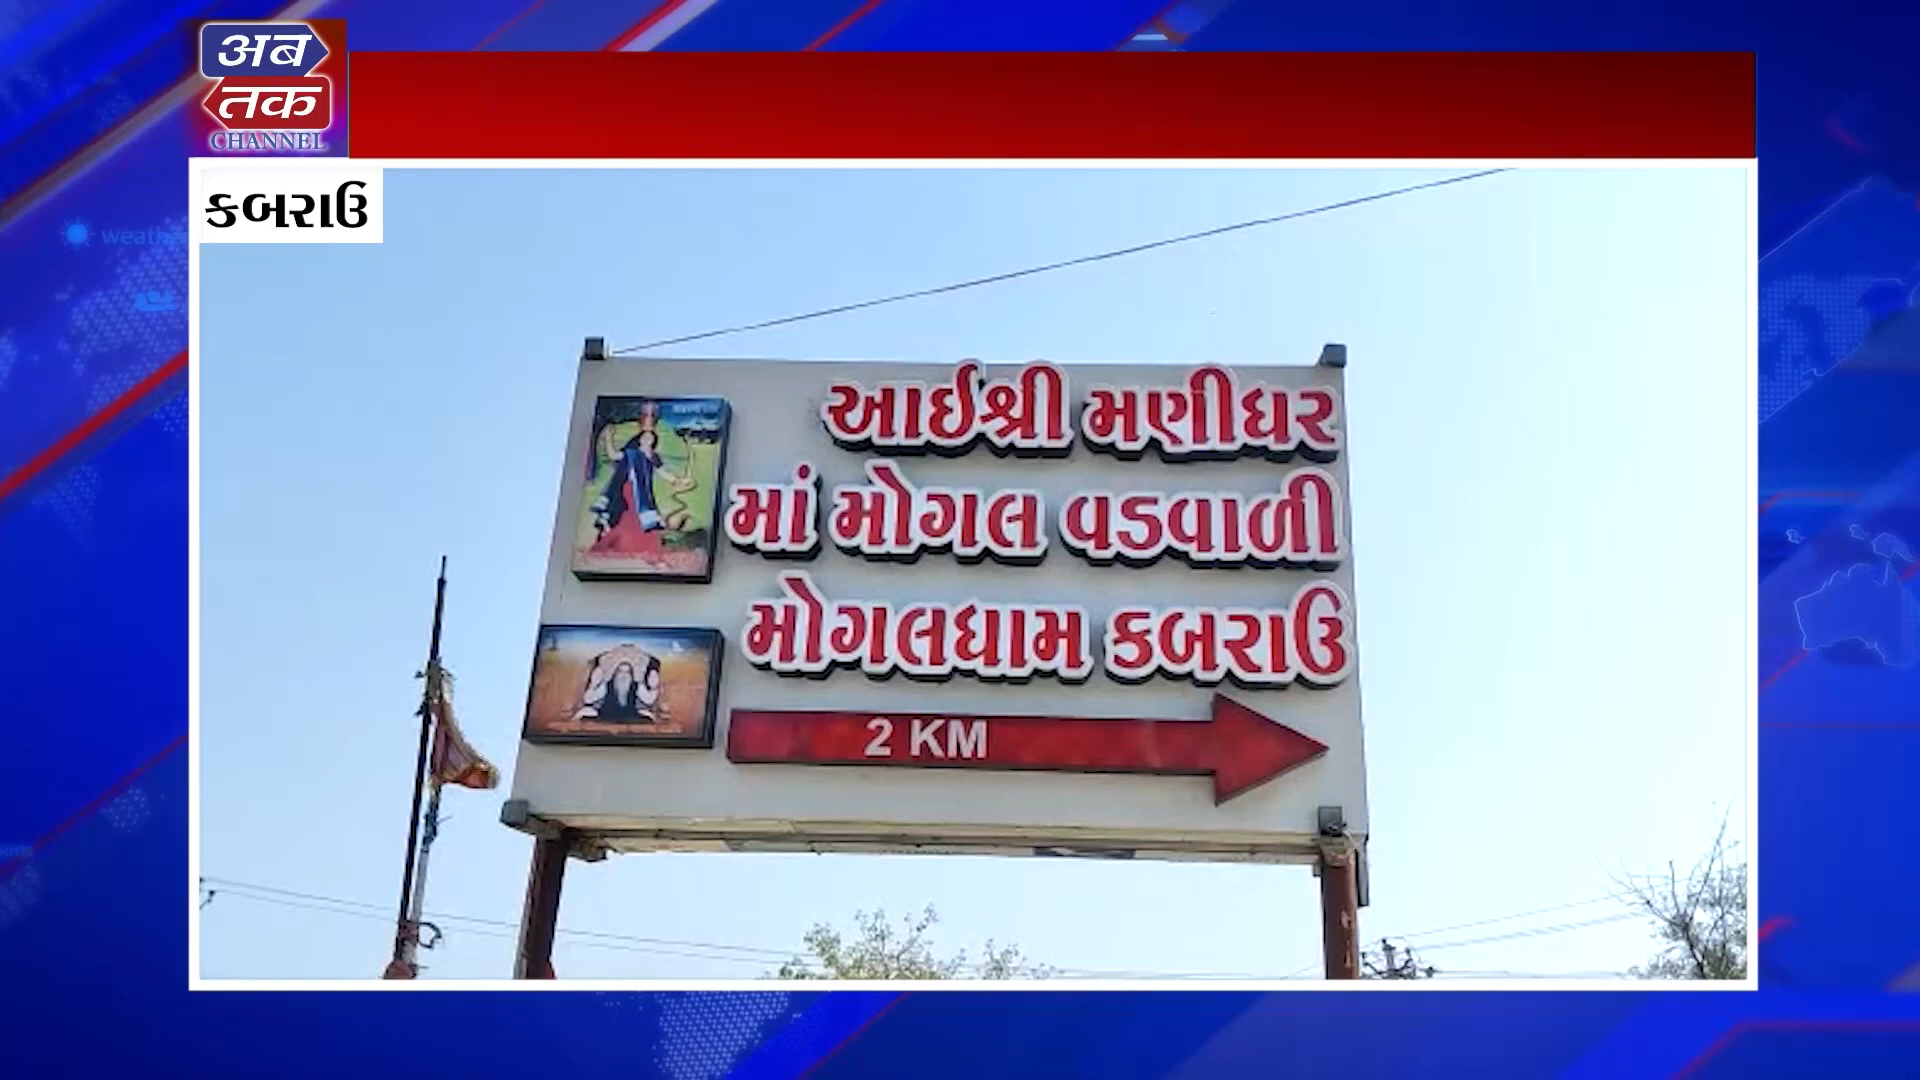 अब
तक
CHANNEL
કબરાઉ
આઈશ્રી મણીધર
માં મોગલ વડવાળી
મોગલધામ કબરાઉ
2 KM